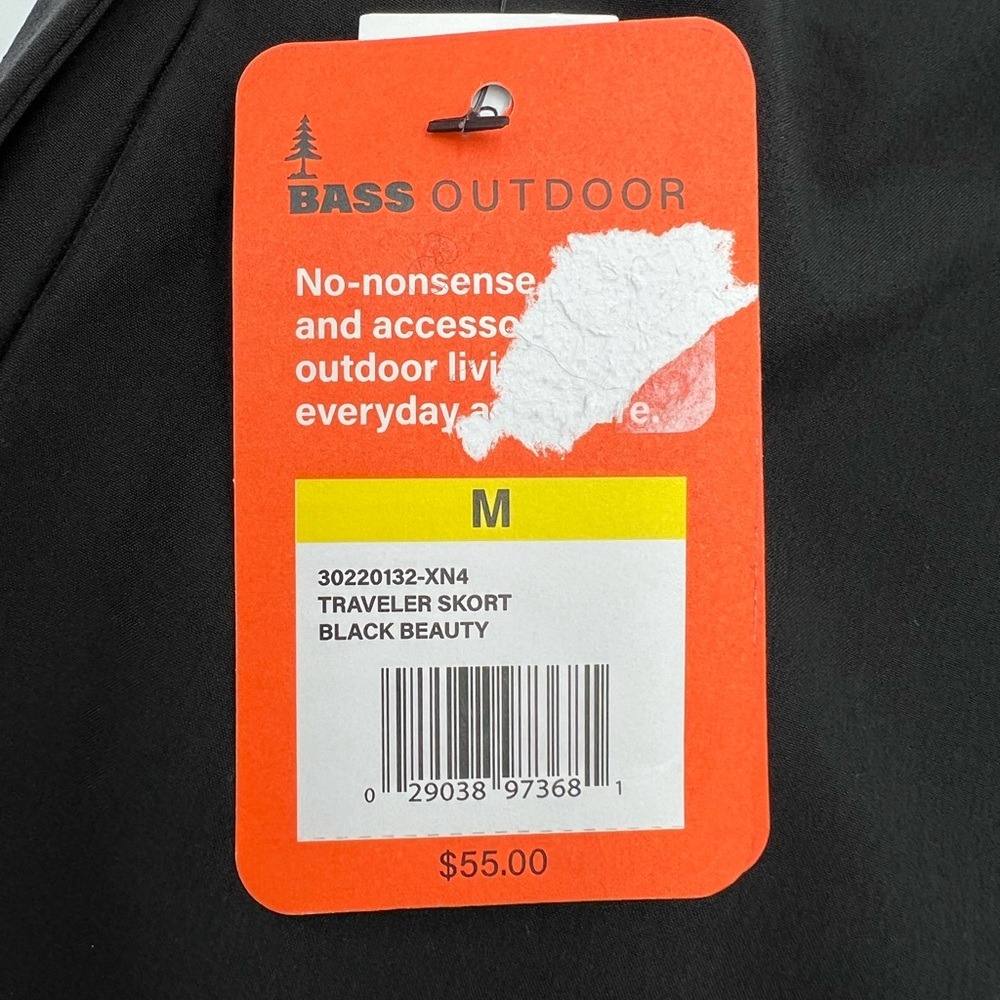 BASS OUTDOOR
No-nonsense
and
outdoor
everyday
M
30220132-XN4
TRAVELER SKORT
BLACK BEAUTY
0 29038 97368 1
$55.00